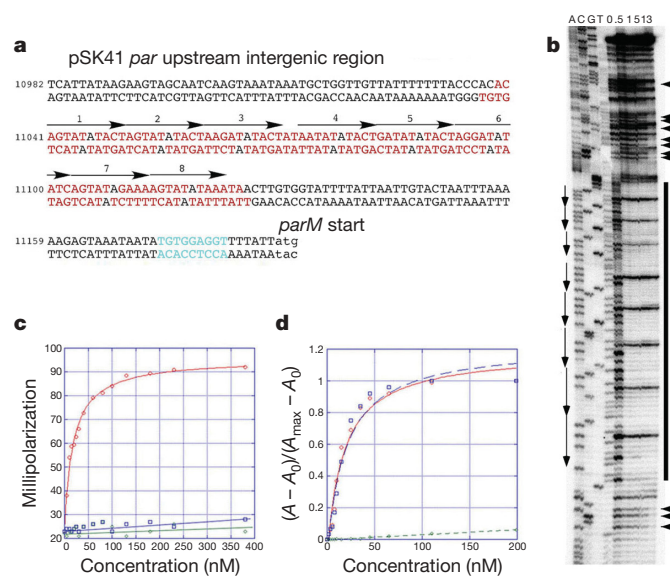 a
pSK41 par upstream intergenic region
10982 TCATTATAAGAAGTAGCAATCAAGTAAATAAATGCTGGTTGTTATTTTTTTACCCACAC
AGTAATATTCTTCATCGTTAGTTCATTTATTTACGACCAACAATAAAAAAATGGGTGTG
1 2 3 4 5 6
11041 AGTATATACTAGTATATACTAAGATATACTATAATATATACTGATATATACTAGGATAT
TCATATATGATCATATATGATTCTATATGATATTATATATGACTATATATGATCCTATA
7 8
11100 ATCAGTATAGAAAAGTATATAAATAACTTGTGGTATTTTATTAATTGTACTAATTTAAA
TAGTCATATCTTTTCATATATTTATTGAACACCATAAAATAATTAACATGATTAAATTT
parM start
11159 AAGAGTAAATAATATGTGGAGGTTTTATTatg
TTCTCATTTATTATACACCTCCAAAATAAtac
b
A C G T 0 .5 1 5 13
c
Millipolarization
100
90
80
70
60
50
40
30
20
0 50 100 150 200 250 300 350 400
Concentration (nM)
d
(A – A0)/(Amax – A0)
1.2
1
0.8
0.6
0.4
0.2
0
0 50 100 150 200
Concentration (nM)